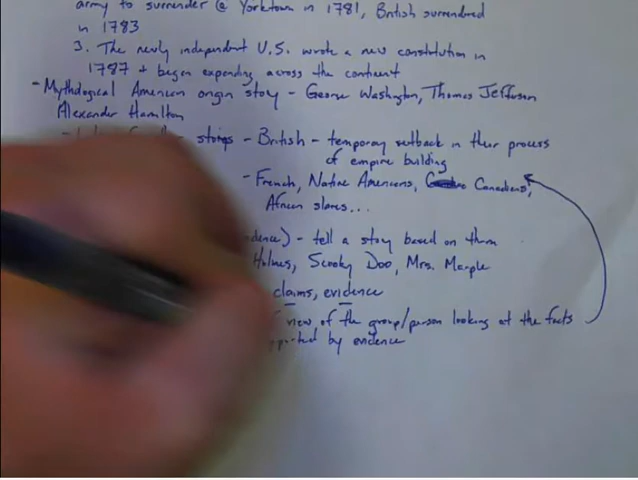 army to surrender @ Yorktown in 1781, British surrendered
in 1783
3. The newly independent U.S. wrote a new constitution in
1787 + began expanding across the continent
- Mythological American origin story - George Washington, Thomas Jefferson
Alexander Hamilton
stories - British - temporary setback in their process
of empire building
- French, Native Americans, Canadians,
African slaves...
dence) - tell a story based on them
Holmes, Scooby Doo, Mrs. Marple
claims, evidence
view of the group/person looking at the facts
ported by evidence